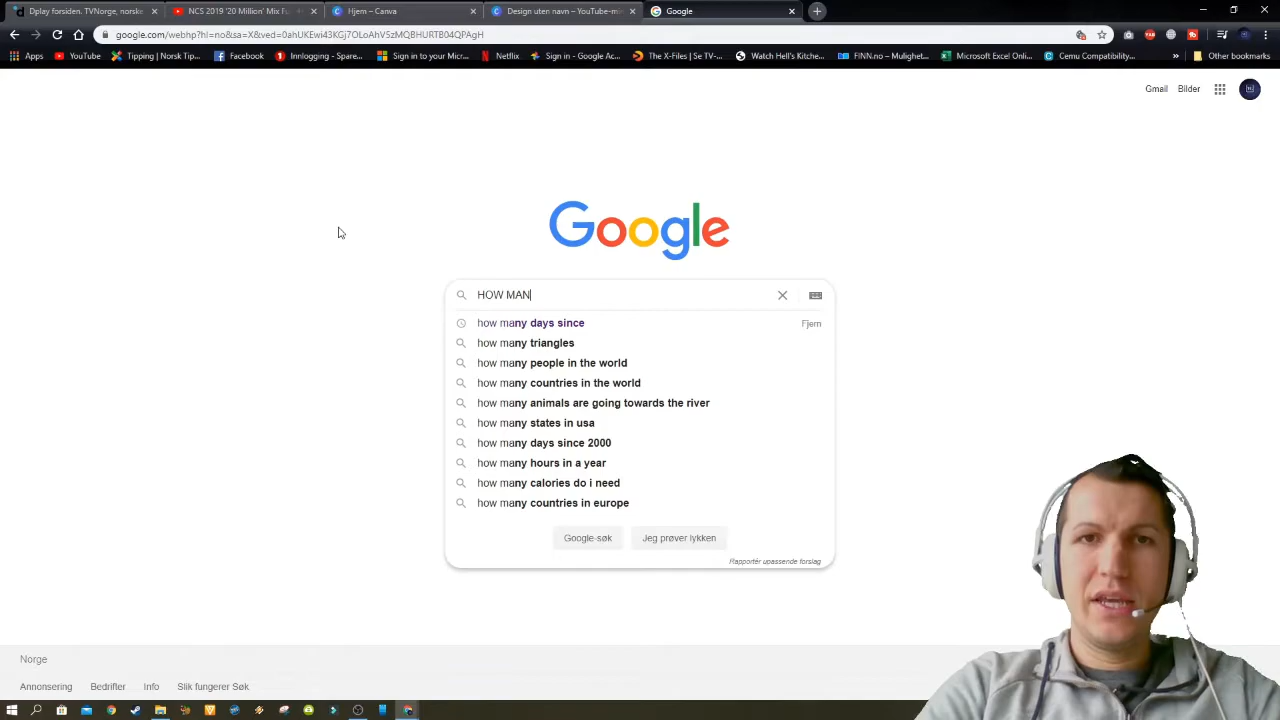 Dplay forsiden. TVNorge, norske
NCS 2019 '20 Million' Mix Fu
Hjem – Canva
Design uten navn – YouTube-mi
Google
google.com/webhp?hl=no&sa=X&ved=0ahUKEwi43KGj7OLoAhV5zMQBHURTB04QPAgH
Apps
YouTube
Tipping | Norsk Tip...
Facebook
Innlogging - Spare...
Sign in to your Micr...
Netflix
Sign in - Google Ac...
The X-Files | Se TV-...
Watch Hell's Kitche...
FINN.no – Mulighet...
Microsoft Excel Onli...
Cemu Compatibility...
»
Other bookmarks
Gmail
Bilder
Google
HOW MAN
how many days since
Fjern
how many triangles
how many people in the world
how many countries in the world
how many animals are going towards the river
how many states in usa
how many days since 2000
how many hours in a year
how many calories do i need
how many countries in europe
Google-søk
Jeg prøver lykken
Rapportér upassende forslag
Norge
Annonsering
Bedrifter
Info
Slik fungerer Søk